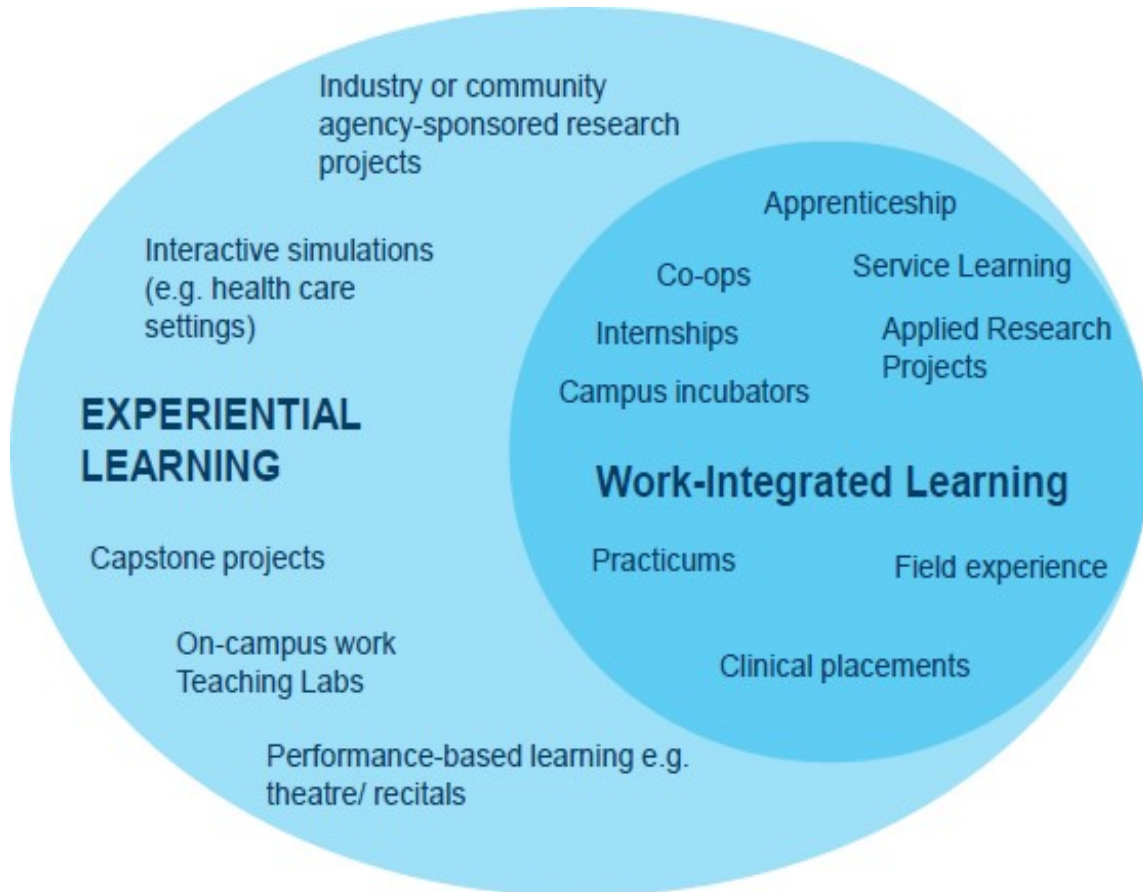 Industry or community
agency-sponsored research
projects
Apprenticeship
Interactive simulations
(e.g. health care
settings)
Co-ops
Service Learning
Internships
Applied Research
Projects
Campus incubators
EXPERIENTIAL
LEARNING
Work-Integrated Learning
Capstone projects
Practicums
Field experience
On-campus work
Teaching Labs
Clinical placements
Performance-based learning e.g.
theatre/ recitals